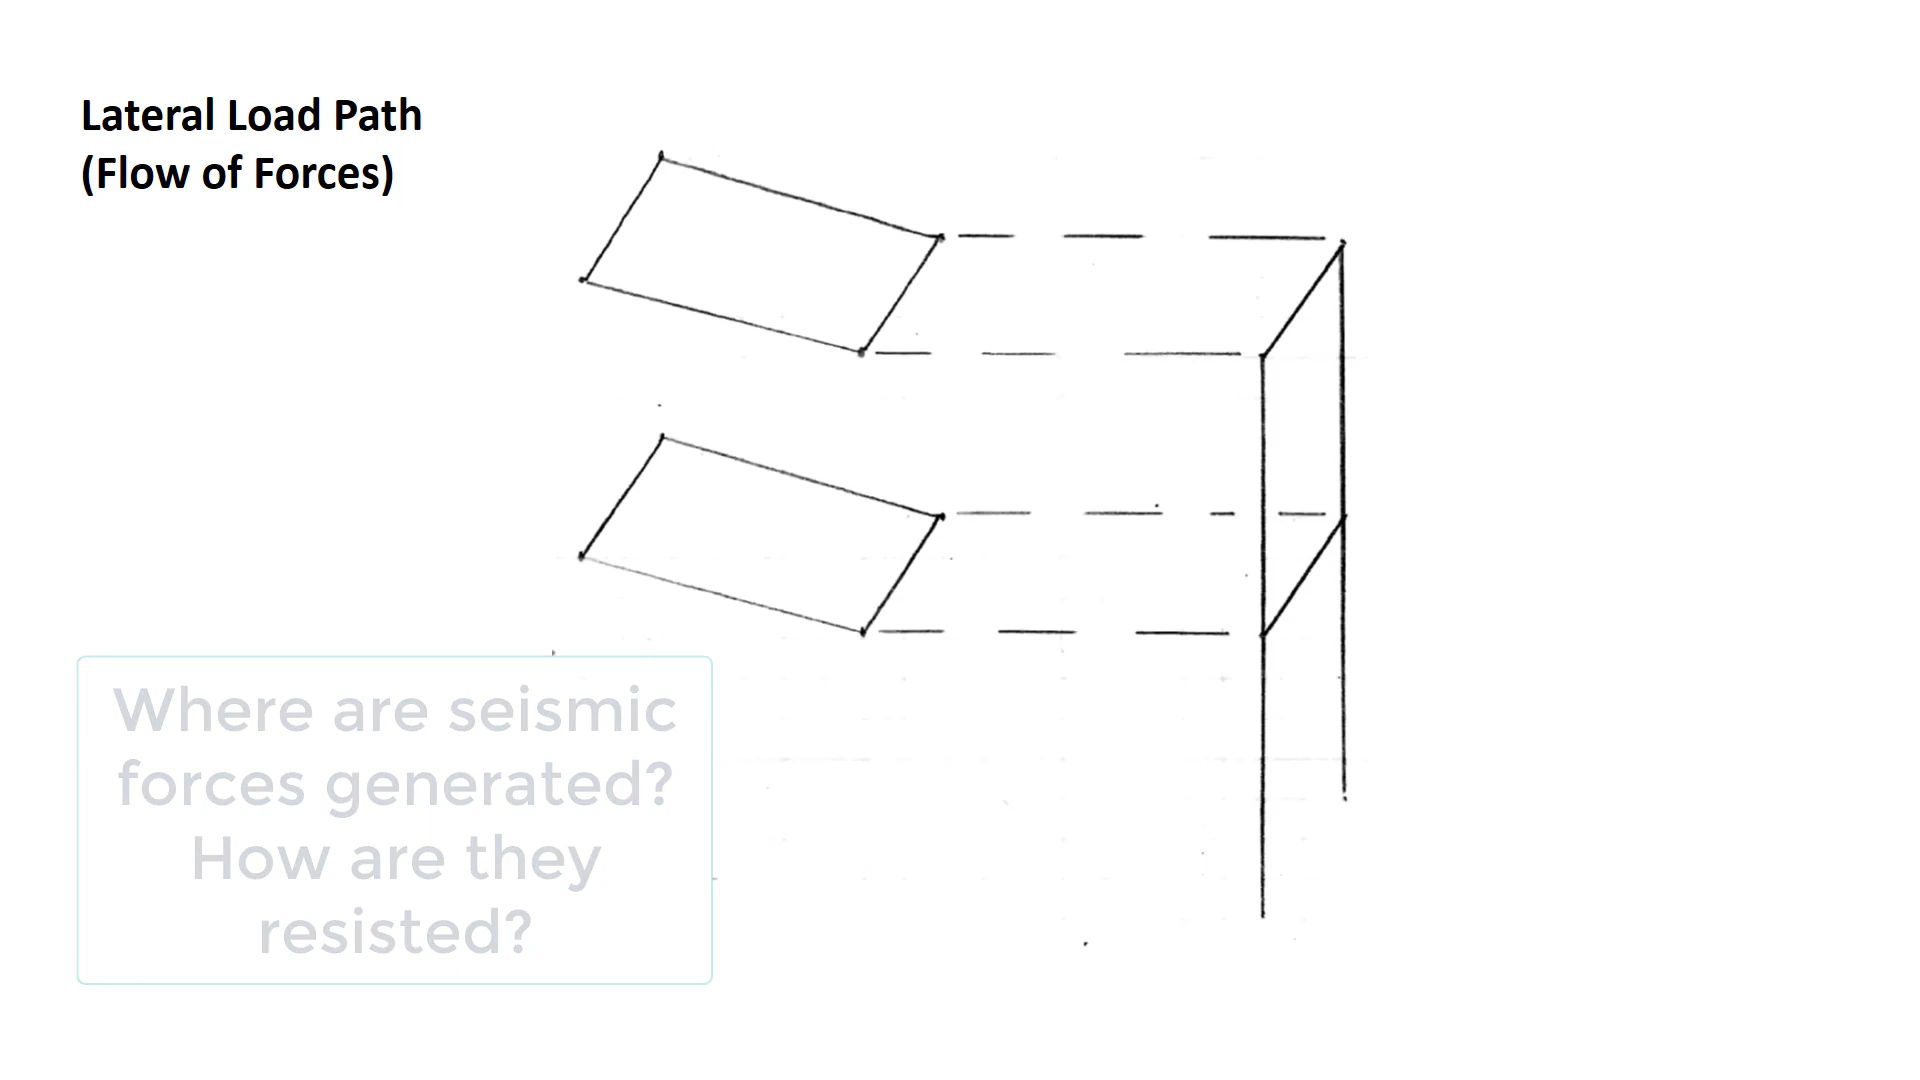 Lateral Load Path
(Flow of Forces)
Where are seismic
forces generated?
How are they
resisted?